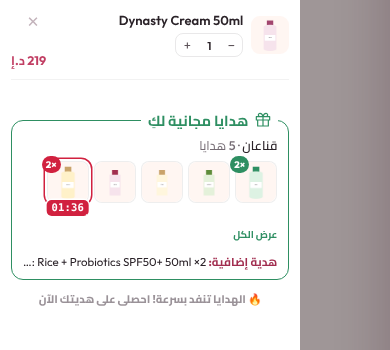 Dynasty Cream 50ml
×
− 1 +
219 د.إ
هدايا مجانية لكِ
قناعان · 5 هدايا
2×
2×
01:36
عرض الكل
هدية إضافية: Rice + Probiotics SPF50+ 50ml ×2 :...
🔥 الهدايا تنفد بسرعة! احصلي على هديتك الآن